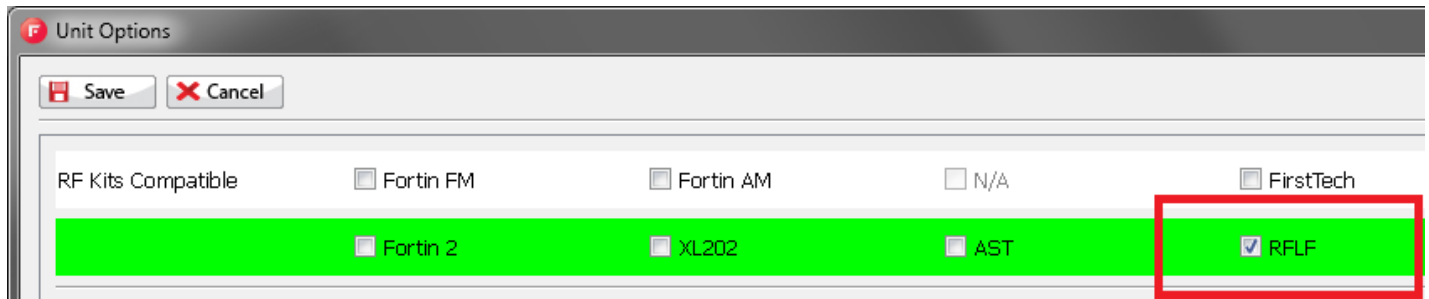 Unit Options
Save Cancel
RF Kits Compatible Fortin FM Fortin AM N/A FirstTech
Fortin 2 XL202 AST RFLF